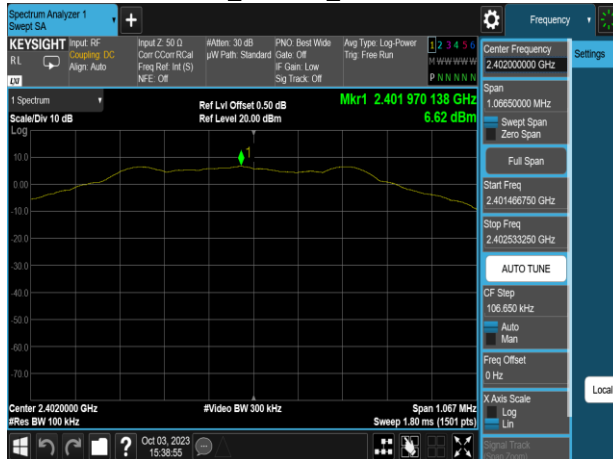 Spectrum Analyzer 1
Swept SA
Frequency
KEYSIGHT
RL
LXI
Input: RF
Coupling: DC
Align: Auto
Input Z: 50 Ω
Corr CCorr RCal
Freq Ref: Int (S)
NFE: Off
#Atten: 30 dB
µW Path: Standard
PNO: Best Wide
Gate: Off
IF Gain: Low
Sig Track: Off
Avg Type: Log-Power
Trig: Free Run
1 2 3 4 5 6
M W W W W W
P N N N N N
1 Spectrum
Scale/Div 10 dB
Log
Ref Lvl Offset 0.50 dB
Ref Level 20.00 dBm
Mkr1 2.401 970 138 GHz
6.62 dBm
1
10.0
0.00
-10.0
-20.0
-30.0
-40.0
-50.0
-60.0
-70.0
Center 2.4020000 GHz
#Res BW 100 kHz
#Video BW 300 kHz
Span 1.067 MHz
Sweep 1.80 ms (1501 pts)
?
Oct 03, 2023
15:38:55
Center Frequency
2.402000000 GHz
Settings
Span
1.06650000 MHz
Swept Span
Zero Span
Full Span
Start Freq
2.401466750 GHz
Stop Freq
2.402533250 GHz
AUTO TUNE
CF Step
106.650 kHz
Auto
Man
Freq Offset
0 Hz
X Axis Scale
Log
Lin
Local
Signal Track
(Span Zoom)